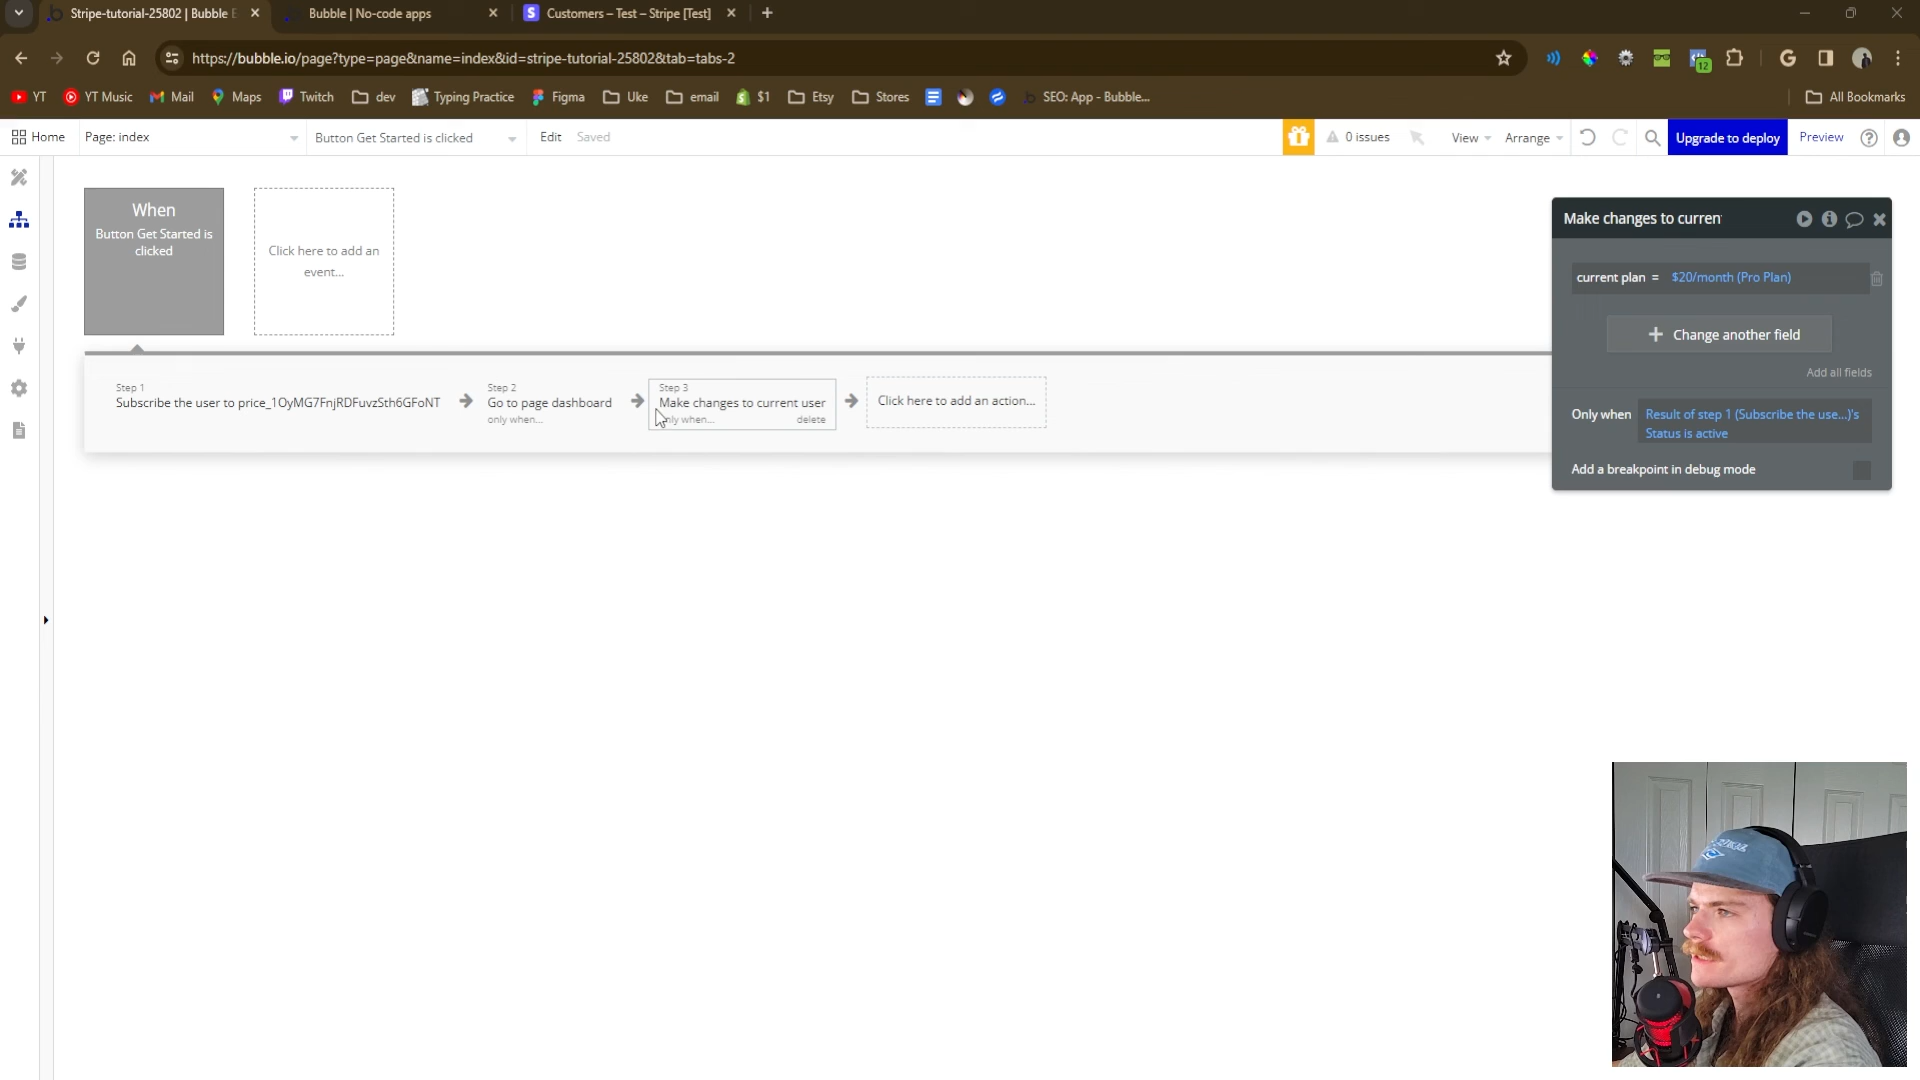 Stripe-tutorial-25802 | Bubble E
Bubble | No-code apps
Customers – Test – Stripe [Test]
https://bubble.io/page?type=page&name=index&id=stripe-tutorial-25802&tab=tabs-2
12
YT
YT Music
Mail
Maps
Twitch
dev
Typing Practice
Figma
Uke
email
$1
Etsy
Stores
SEO: App - Bubble...
All Bookmarks
Home
Page: index
Button Get Started is clicked
Edit
Saved
0 issues
View
Arrange
Upgrade to deploy
Preview
When
Button Get Started is
clicked
Click here to add an
event...
Step 1
Subscribe the user to price_1OyMG7FnjRDFuvzSth6GFoNT
Step 2
Go to page dashboard
only when...
Step 3
Make changes to current user
only when...
delete
Click here to add an action...
Make changes to curren
current plan =
$20/month (Pro Plan)
Change another field
Add all fields
Only when
Result of step 1 (Subscribe the use...)'s
Status is active
Add a breakpoint in debug mode